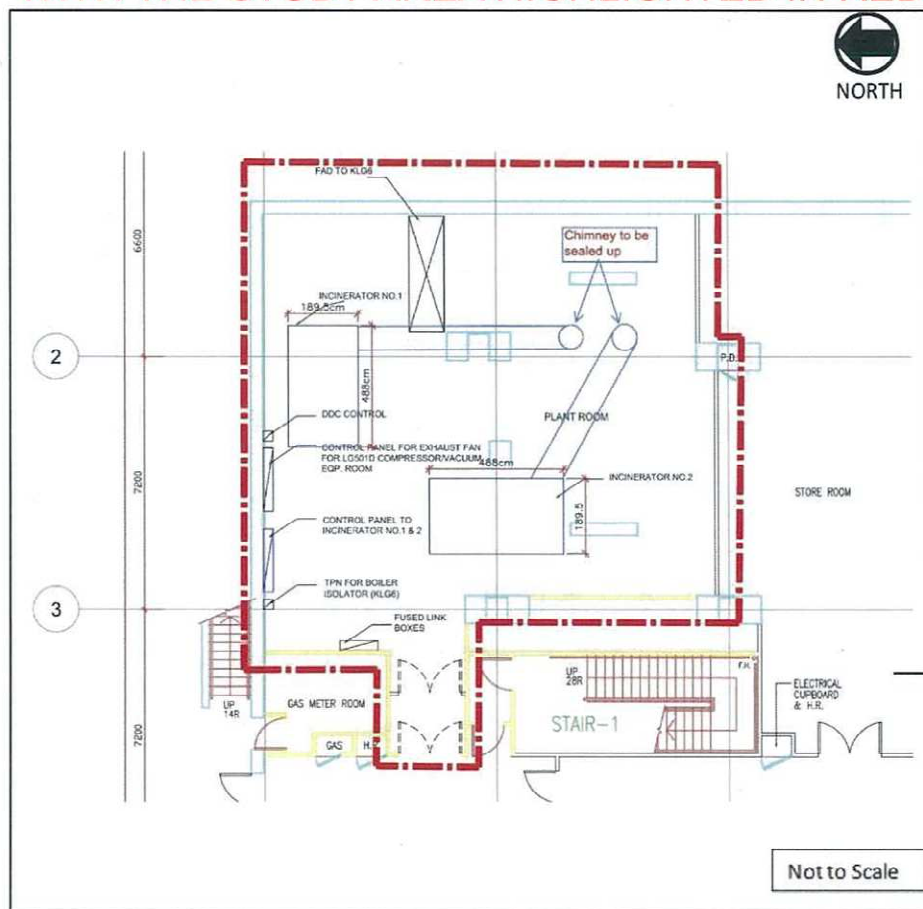 NORTH
FAD TO KLG6
Chimney to be
sealed up
6600
INCINERATOR NO.1
189.5cm
2
P.D.
488cm
DDC CONTROL
PLANT ROOM
CONTROL PANEL FOR EXHAUST FAN
FOR LG501D COMPRESSOR/VACUUM
EQP. ROOM
488cm
INCINERATOR NO.2
7200
STORE ROOM
189.5
CONTROL PANEL TO
INCINERATOR NO.1 & 2
TPN FOR BOILER
ISOLATOR (KLG6)
3
FUSED LINK
BOXES
UP
28R
F.H.
ELECTRICAL
CUPBOARD
& H.R.
UP
14R
GAS METER ROOM
STAIR-1
7200
GAS
Not to Scale